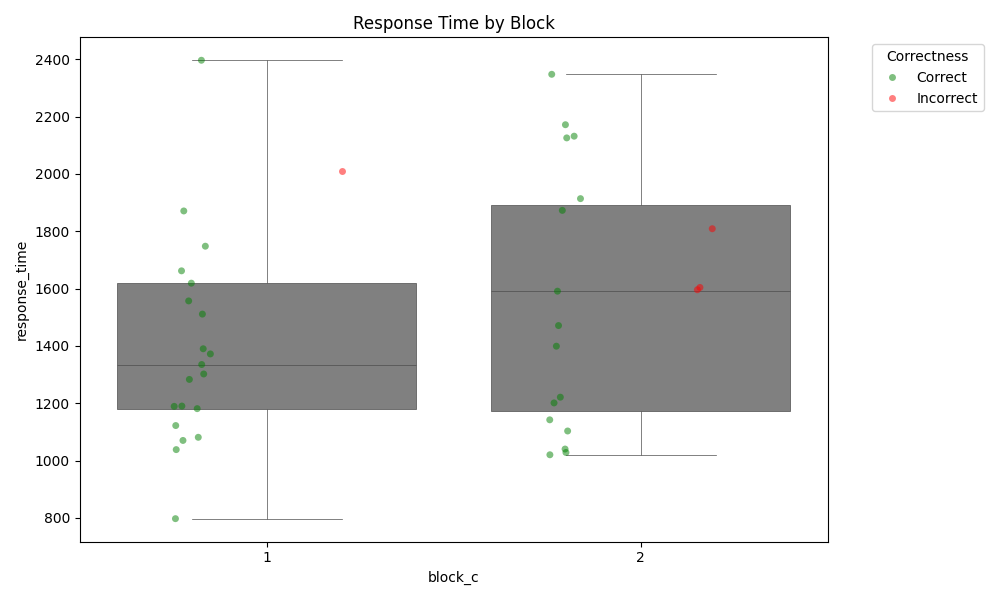 Response Time by Block
Correctness
Correct
Incorrect
2400
2200
2000
1800
1600
1400
1200
1000
800
response_time
1
2
block_c